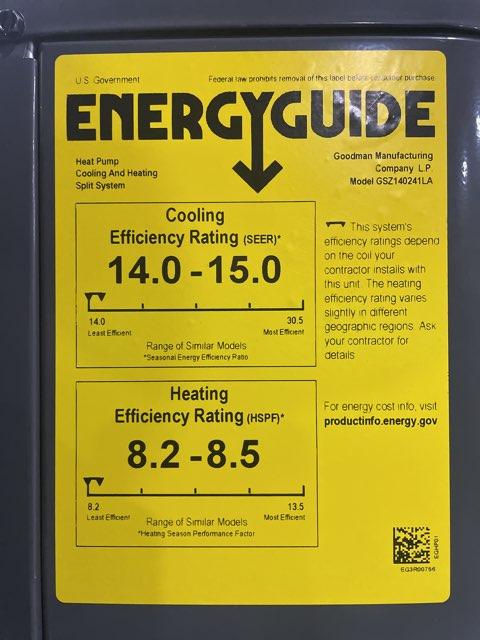 U.S. Government
Federal law prohibits removal of this label before consumer purchase.
ENERGYGUIDE
Heat Pump
Cooling And Heating
Split System
Goodman Manufacturing
Company L.P.
Model GSZ140241LA
Cooling
Efficiency Rating (SEER)*
14.0 - 15.0
14.0
30.5
Least Efficient
Most Efficient
Range of Similar Models
*Seasonal Energy Efficiency Ratio
This system's
efficiency ratings depend
on the coil your
contractor installs with
this unit. The heating
efficiency rating varies
slightly in different
geographic regions. Ask
your contractor for
details
Heating
Efficiency Rating (HSPF)*
8.2 - 8.5
8.2
13.5
Least Efficient
Most Efficient
Range of Similar Models
*Heating Season Performance Factor
For energy cost info, visit
productinfo.energy.gov
EGHP01
EG3R00766